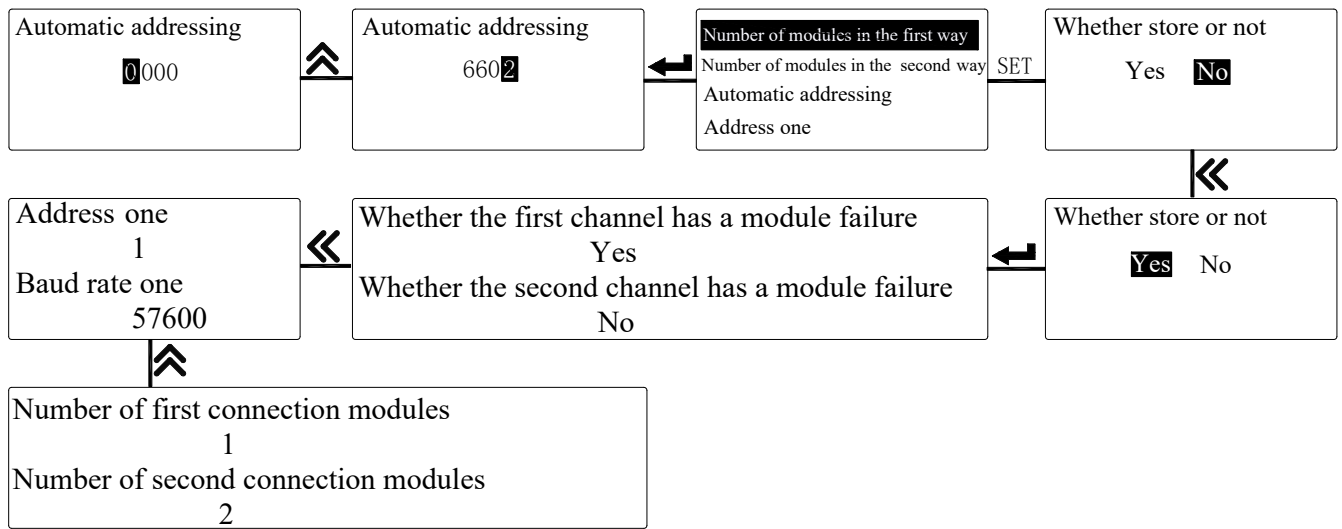 Automatic addressing
0000
Automatic addressing
6602
Number of modules in the first way
Number of modules in the second way
Automatic addressing
Address one
SET
Whether store or not
Yes No
Address one
1
Baud rate one
57600
Whether the first channel has a module failure
Yes
Whether the second channel has a module failure
No
Whether store or not
Yes No
Number of first connection modules
1
Number of second connection modules
2